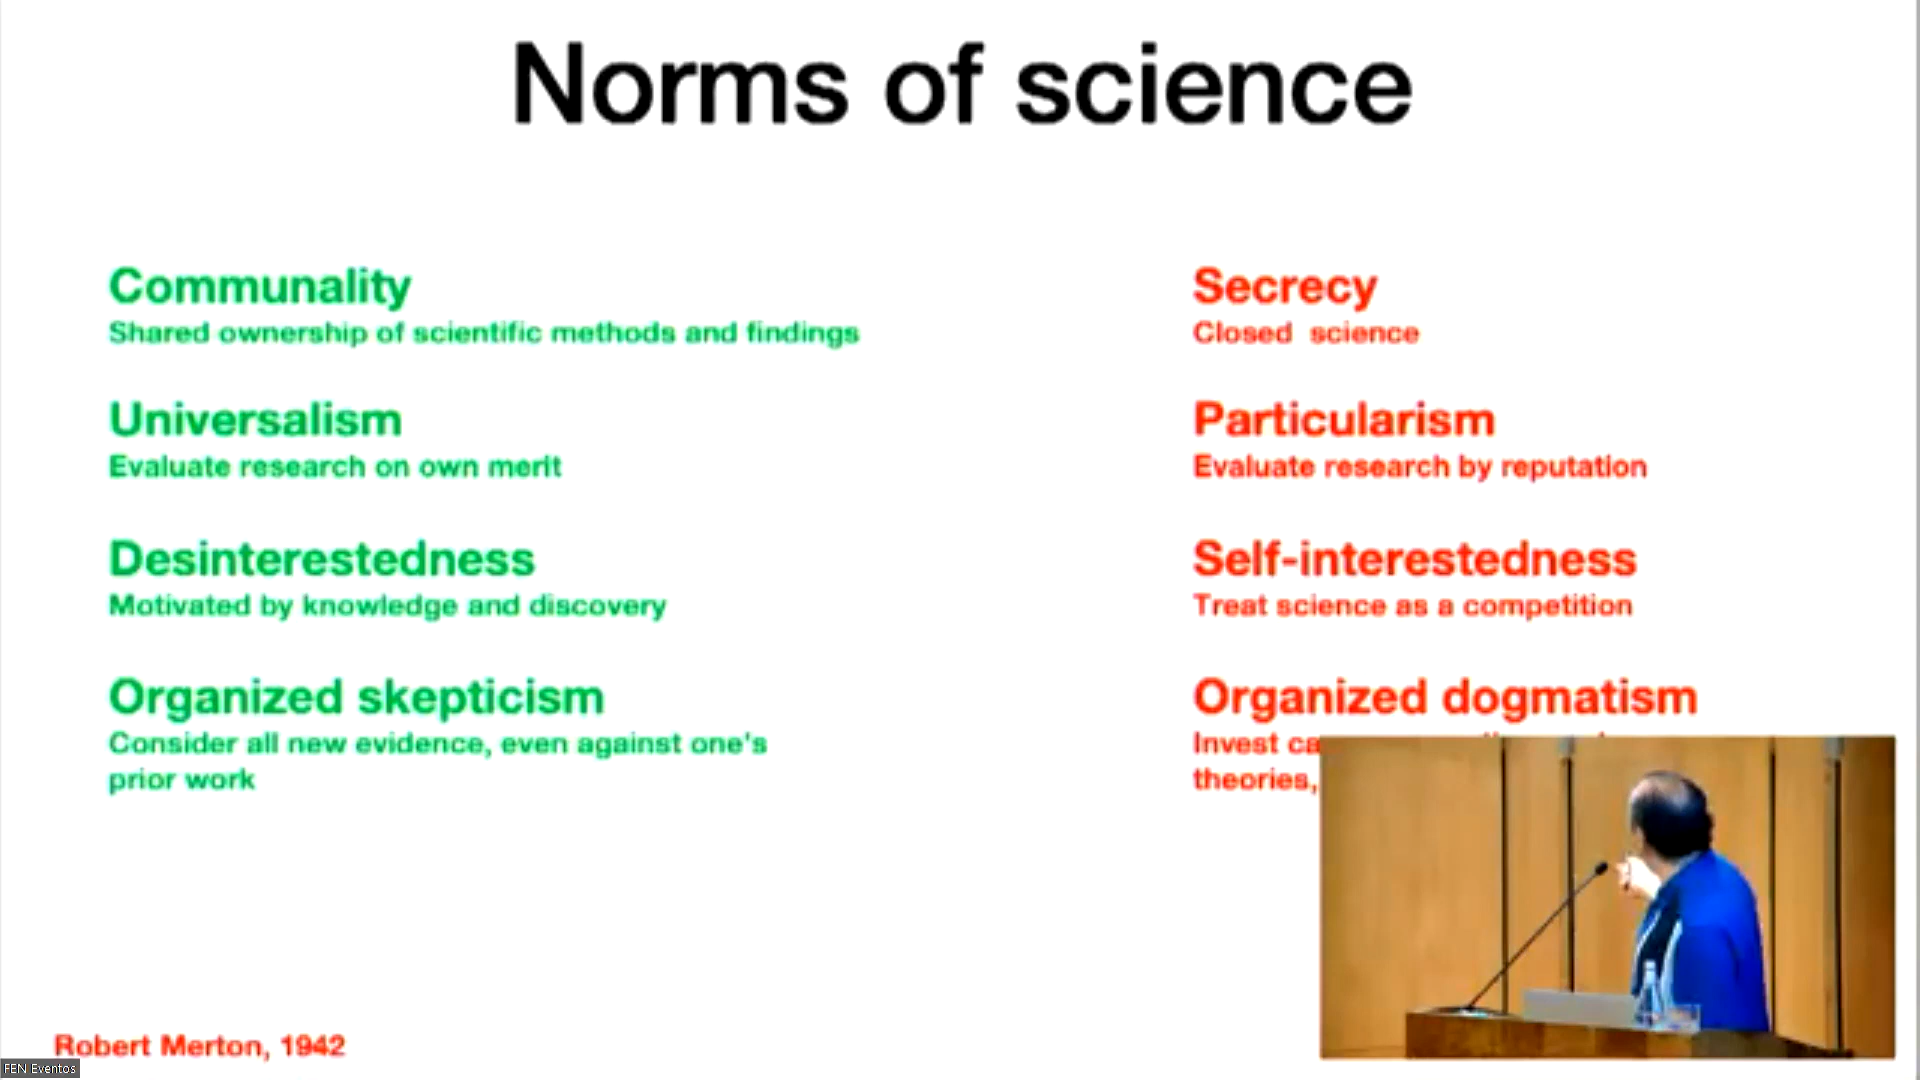 Norms of science
Communality
Shared ownership of scientific methods and findings
Universalism
Evaluate research on own merit
Desinterestedness
Motivated by knowledge and discovery
Organized skepticism
Consider all new evidence, even against one's
prior work
Secrecy
Closed science
Particularism
Evaluate research by reputation
Self-interestedness
Treat science as a competition
Organized dogmatism
Invest
theories,
Robert Merton, 1942
FEN Eventos